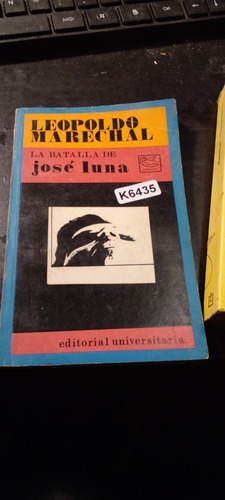 LEOPOLDO
MARECHAL
LA BATALLA DE
josé luna
K6435
editorial universitaria